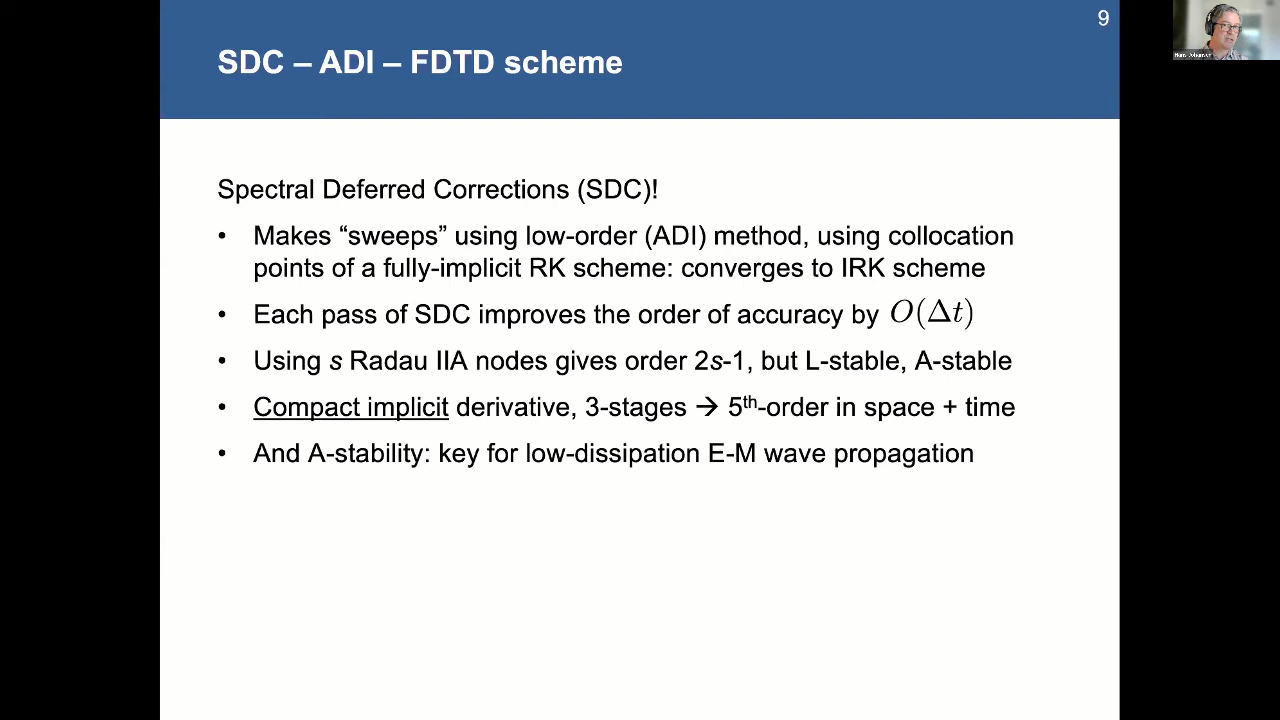 9
SDC – ADI – FDTD scheme
Spectral Deferred Corrections (SDC)!
• Makes “sweeps” using low-order (ADI) method, using collocation
points of a fully-implicit RK scheme: converges to IRK scheme
• Each pass of SDC improves the order of accuracy by O(Δt)
• Using s Radau IIA nodes gives order 2s-1, but L-stable, A-stable
• Compact implicit derivative, 3-stages → 5th-order in space + time
• And A-stability: key for low-dissipation E-M wave propagation